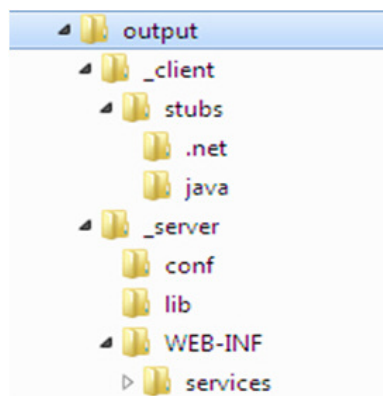 output
_client
stubs
.net
java
_server
conf
lib
WEB-INF
services